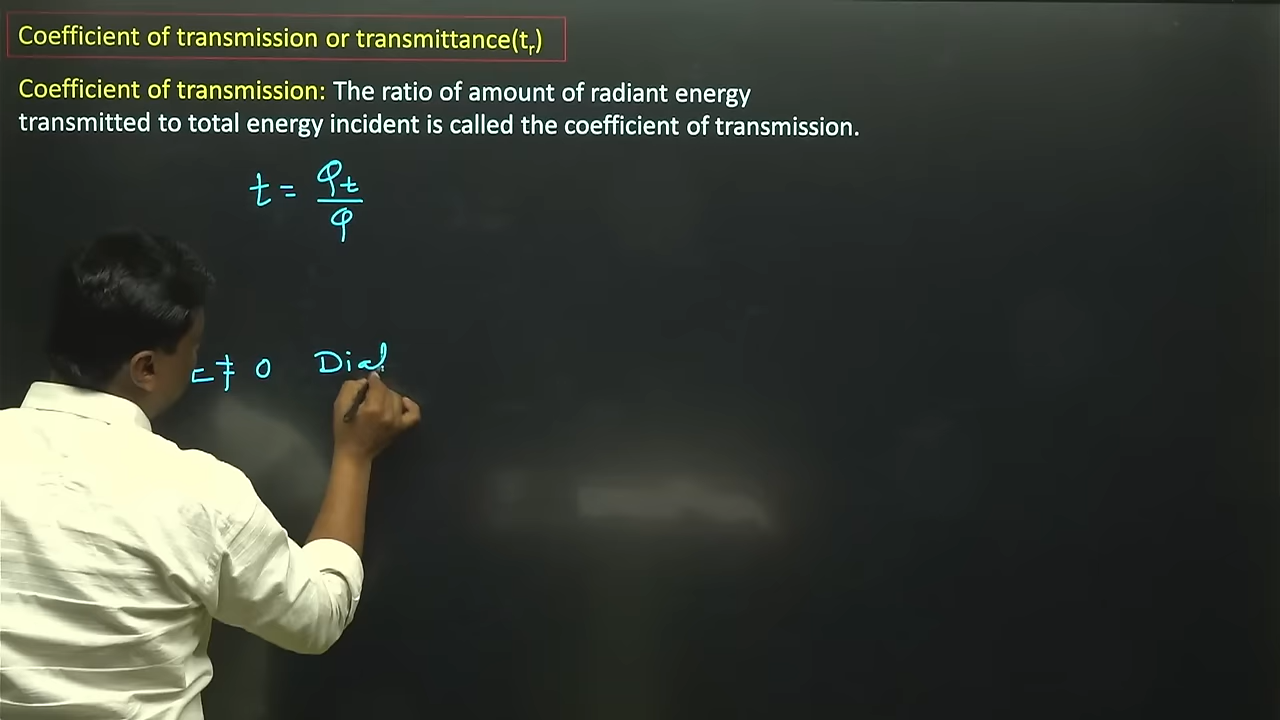 Coefficient of transmission or transmittance(tr)
Coefficient of transmission: The ratio of amount of radiant energy
transmitted to total energy incident is called the coefficient of transmission.
t = φt / φ
t ≠ 0 Dia